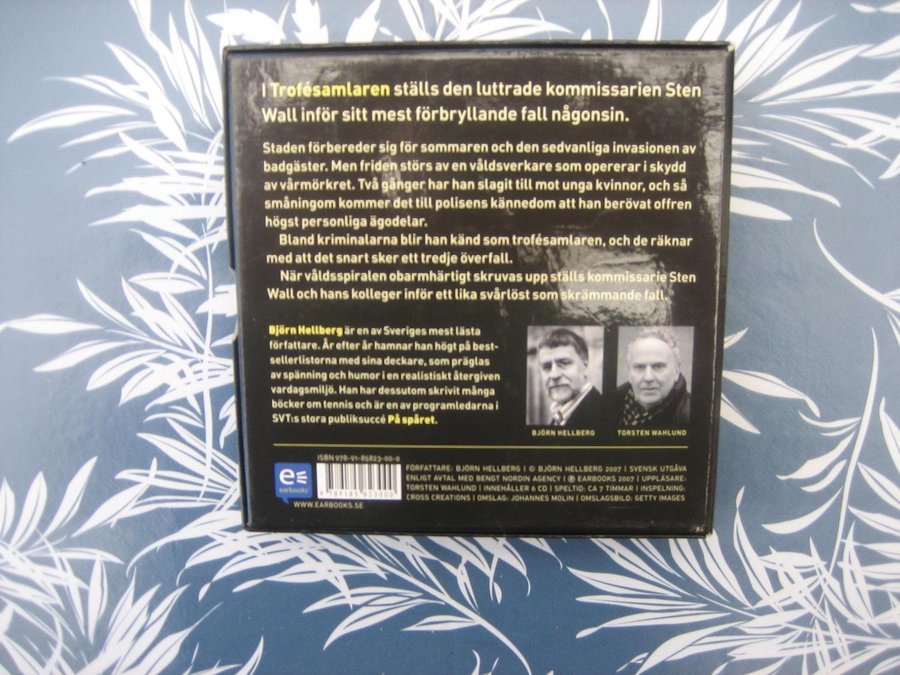 I Trofésamlaren ställs den luttrade kommissarien Sten
Wall inför sitt mest förbryllande fall någonsin.
Staden förbereder sig för sommaren och den sedvanliga invasionen av
badgäster. Men friden störs av en våldsverkare som opererar i skydd
av vårmörkret. Två gånger har han slagit till mot unga kvinnor, och så
småningom kommer det till polisens kännedom att han berövat offren
högst personliga ägodelar.
Bland kriminalarna blir han känd som trofésamlaren, och de räknar
med att det snart sker ett tredje överfall.
När våldsspiralen obarmhärtigt skruvas upp ställs kommissarie Sten
Wall och hans kolleger inför ett lika svårlöst som skrämmande fall.
Björn Hellberg är en av Sveriges mest lästa
författare. År efter år hamnar han högt på best-
sellerlistorna med sina deckare, som präglas
av spänning och humor i en realistiskt återgiven
vardagsmiljö. Han har dessutom skrivit många
böcker om tennis och är en av programledarna i
SVT:s stora publiksuccé På spåret.
BJÖRN HELLBERG
TORSTEN WAHLUND
e
earbooks
WWW.EARBOOKS.SE
ISBN 978-91-85823-00-0
9 789185 823000
FÖRFATTARE: BJÖRN HELLBERG | © BJÖRN HELLBERG 2007 | SVENSK UTGÅVA
ENLIGT AVTAL MED BENGT NORDIN AGENCY | ℗ EARBOOKS 2007 | UPPLÄSARE:
TORSTEN WAHLUND | INNEHÅLLER 6 CD | SPELTID: CA 7 TIMMAR | INSPELNING:
CROSS CREATIONS | OMSLAG: JOHANNES MOLIN | OMSLAGSBILD: GETTY IMAGES